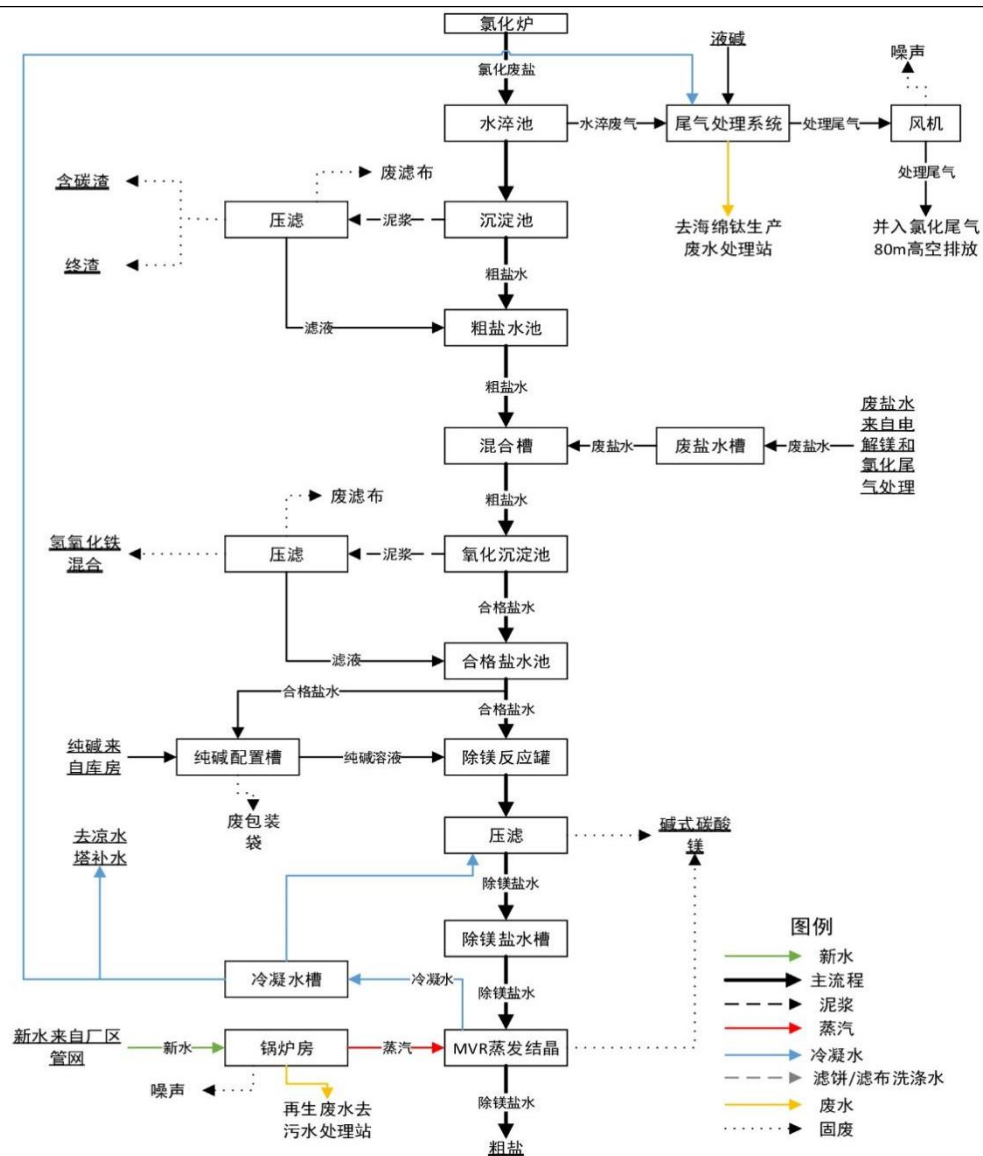 氯化炉
氯化废盐
液碱
噪声
水淬池
水淬废气
尾气处理系统
处理尾气
风机
处理尾气
含碳渣
废滤布
压滤
泥浆
沉淀池
去海绵钛生产
废水处理站
并入氯化尾气
80m高空排放
终渣
粗盐水
滤液
粗盐水池
粗盐水
混合槽
废盐水
废盐水槽
废盐水
废盐水
来自电
解镁和
氯化尾
气处理
粗盐水
废滤布
氢氧化铁
混合
压滤
泥浆
氧化沉淀池
合格盐水
滤液
合格盐水池
合格盐水
合格盐水
纯碱来
自库房
纯碱配置槽
纯碱溶液
除镁反应罐
废包装
袋
去凉水
塔补水
压滤
碱式碳酸
镁
除镁盐水
除镁盐水槽
冷凝水槽
冷凝水
除镁盐水
新水来自厂区
管网
新水
锅炉房
蒸汽
MVR蒸发结晶
噪声
再生废水去
污水处理站
除镁盐水
粗盐
图例
新水
主流程
泥浆
蒸汽
冷凝水
滤饼/滤布洗涤水
废水
固废